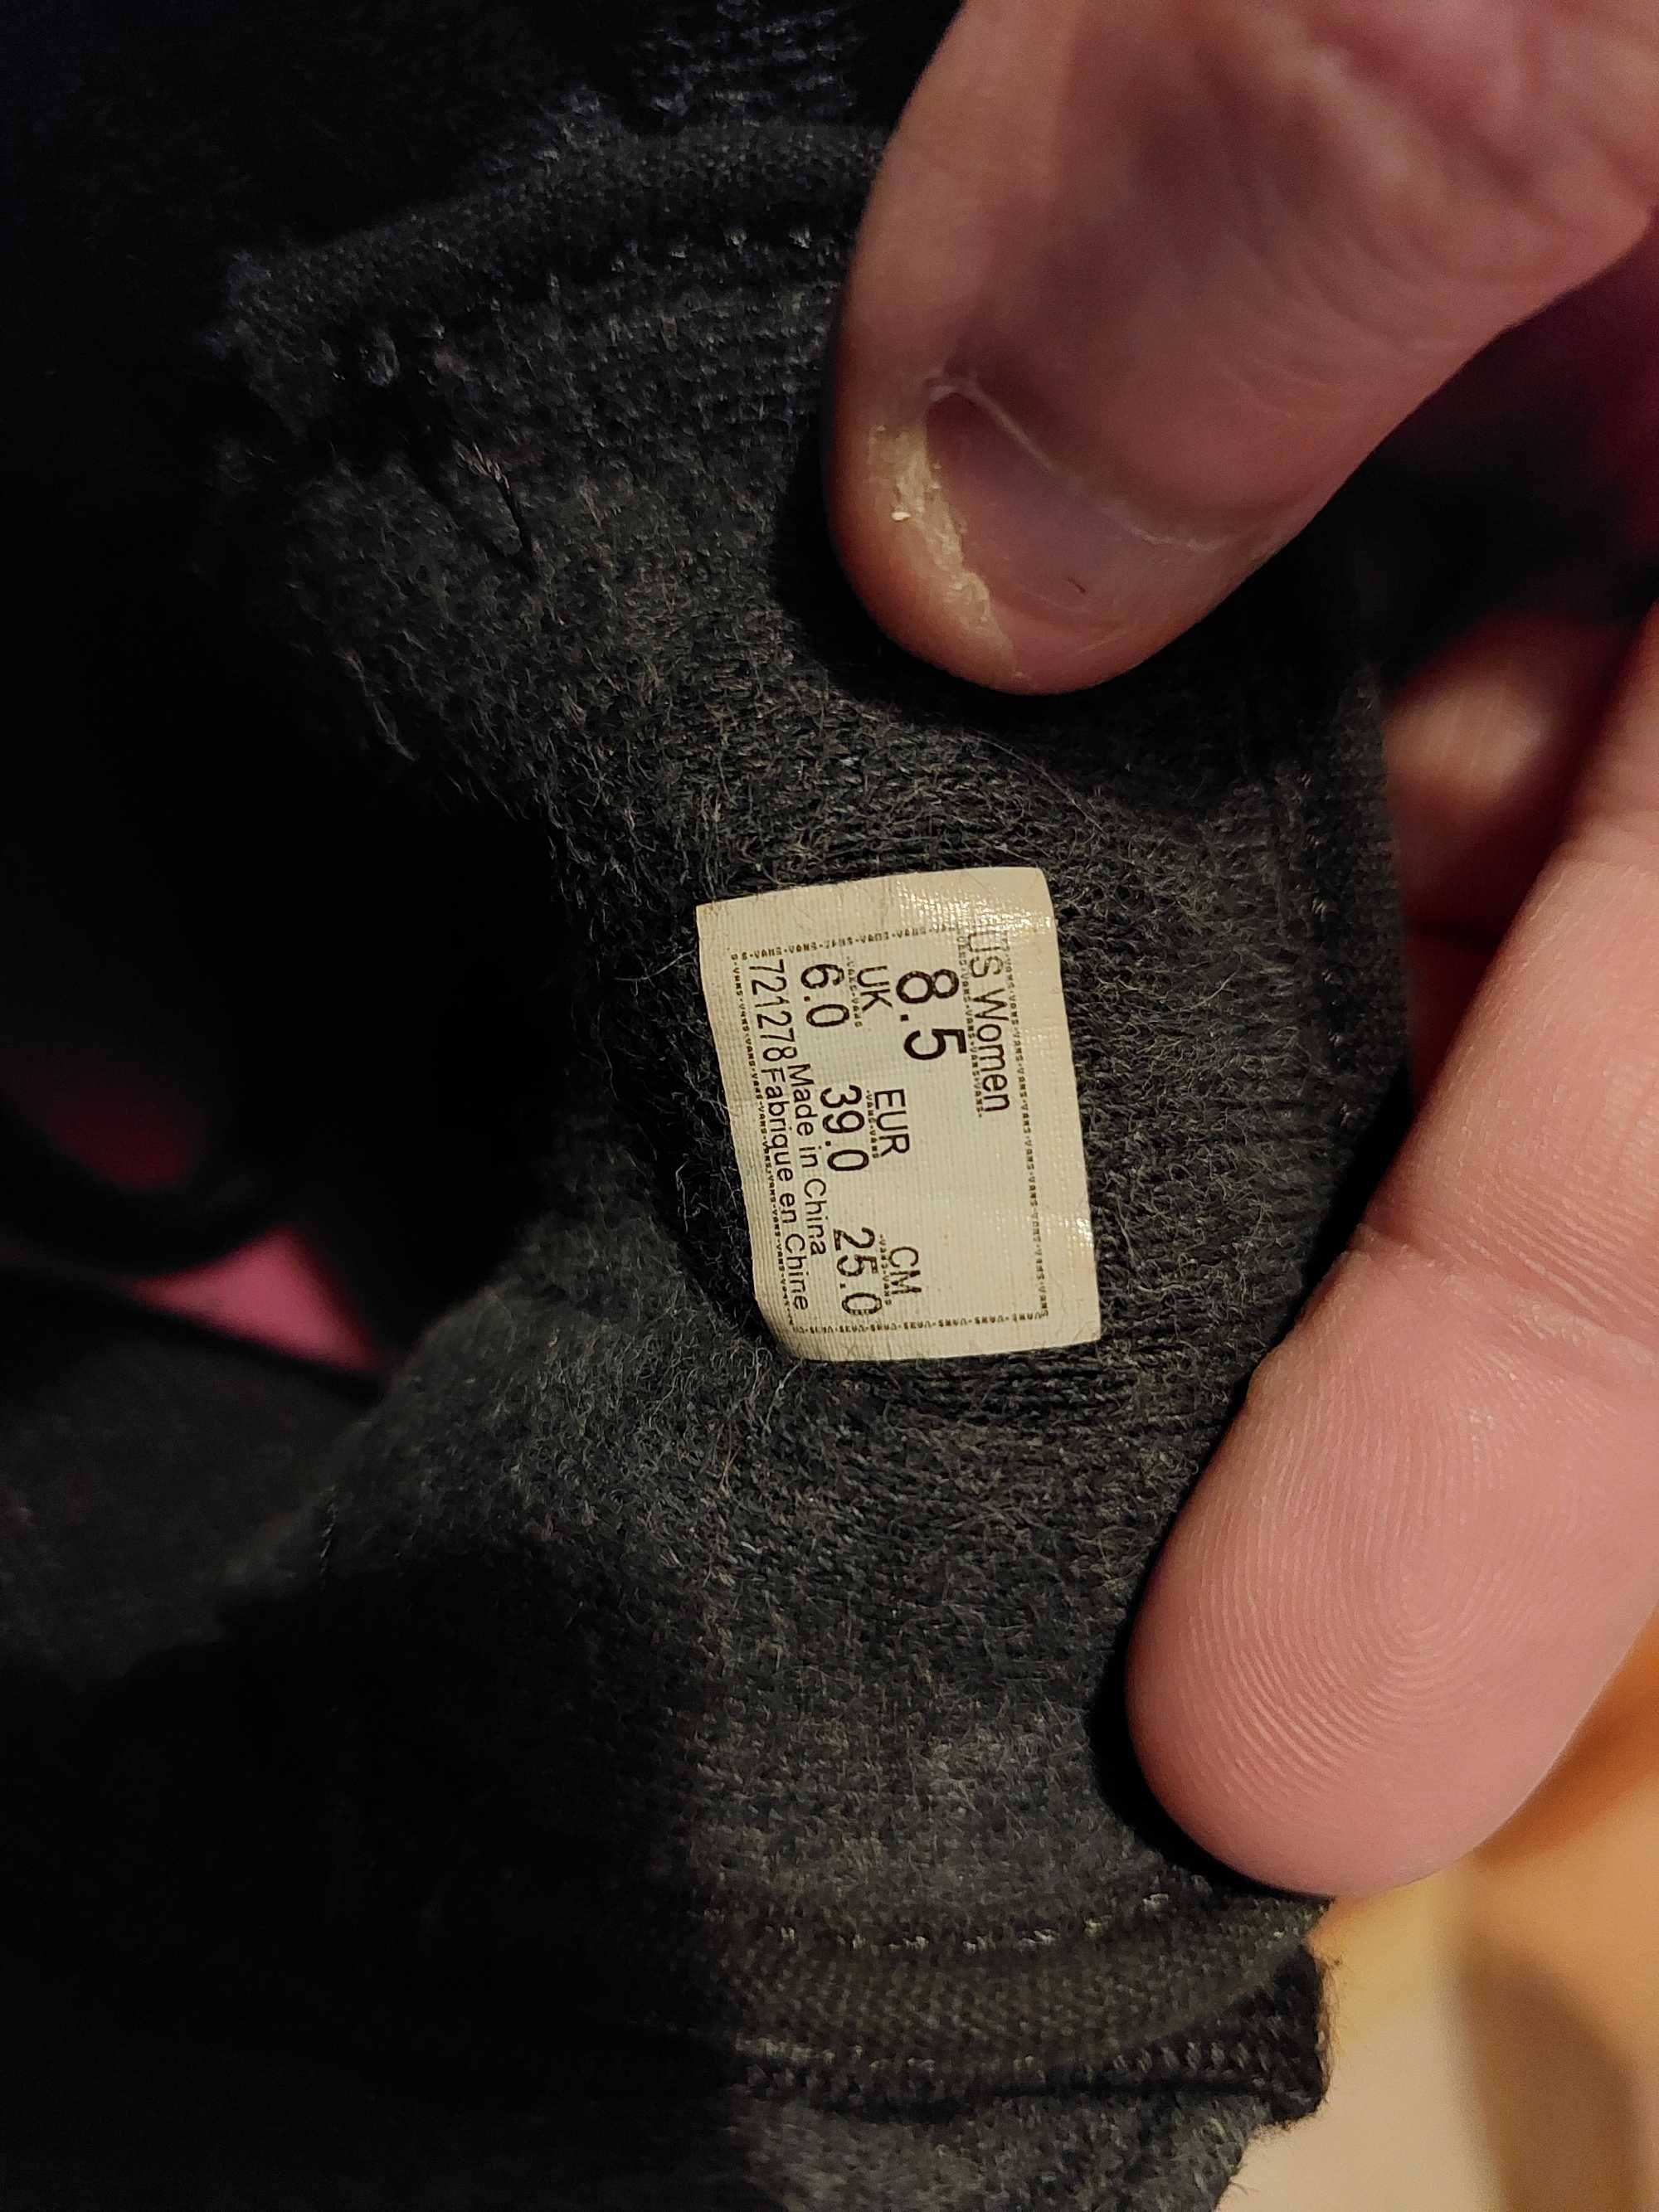 US Women
8.5
UK EUR CM
6.0 39.0 25.0
721278 Made in China
Fabrique en Chine